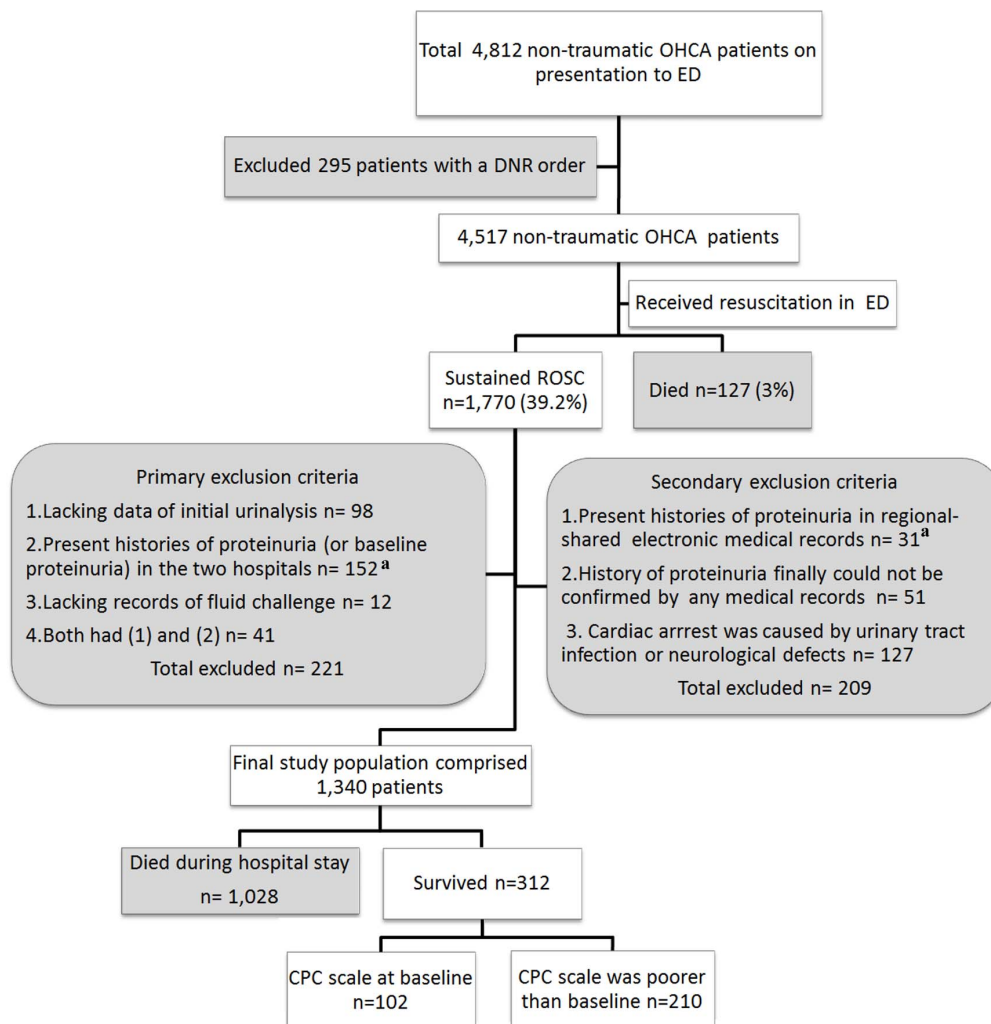 Total 4,812 non-traumatic OHCA patients on
presentation to ED
Excluded 295 patients with a DNR order
4,517 non-traumatic OHCA patients
Received resuscitation in ED
Sustained ROSC
n=1,770 (39.2%)
Died n=127 (3%)
Primary exclusion criteria
1.Lacking data of initial urinalysis n= 98
2.Present histories of proteinuria (or baseline
proteinuria) in the two hospitals n= 152a
3.Lacking records of fluid challenge n= 12
4.Both had (1) and (2) n= 41
Total excluded n= 221
Secondary exclusion criteria
1.Present histories of proteinuria in regional-
shared electronic medical records n= 31a
2.History of proteinuria finally could not be
confirmed by any medical records n= 51
3. Cardiac arrrest was caused by urinary tract
infection or neurological defects n= 127
Total excluded n= 209
Final study population comprised
1,340 patients
Died during hospital stay
n= 1,028
Survived n=312
CPC scale at baseline
n=102
CPC scale was poorer
than baseline n=210